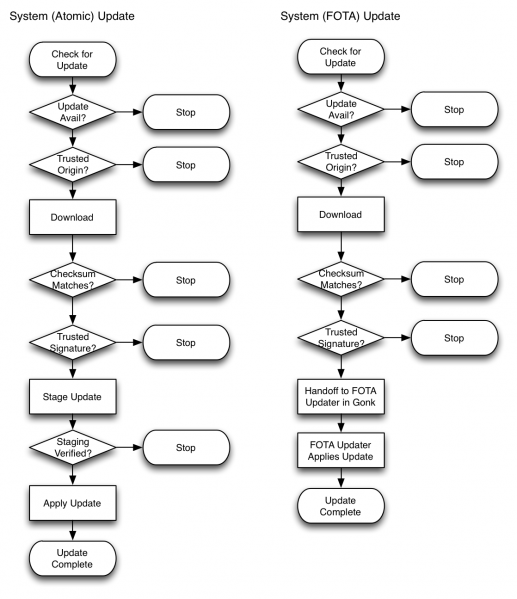 System (Atomic) Update
Check for
Update
Update
Avail?
Stop
Trusted
Origin?
Stop
Download
Checksum
Matches?
Stop
Trusted
Signature?
Stop
Stage Update
Staging
Verified?
Stop
Apply Update
Update
Complete
System (FOTA) Update
Check for
Update
Update
Avail?
Stop
Trusted
Origin?
Stop
Download
Checksum
Matches?
Stop
Trusted
Signature?
Stop
Handoff to FOTA
Updater in Gonk
FOTA Updater
Applies Update
Update
Complete